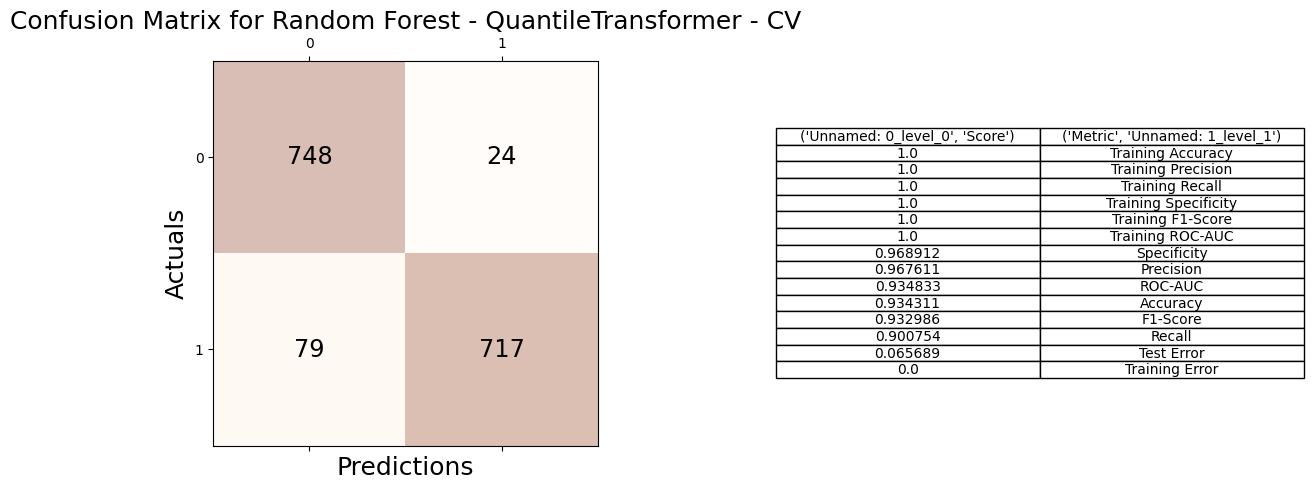 Confusion Matrix for Random Forest - QuantileTransformer - CV
0 1
0 748 24
1 79 717
Actuals
Predictions
('Unnamed: 0_level_0', 'Score') ('Metric', 'Unnamed: 1_level_1')
1.0 Training Accuracy
1.0 Training Precision
1.0 Training Recall
1.0 Training Specificity
1.0 Training F1-Score
1.0 Training ROC-AUC
0.968912 Specificity
0.967611 Precision
0.934833 ROC-AUC
0.934311 Accuracy
0.932986 F1-Score
0.900754 Recall
0.065689 Test Error
0.0 Training Error